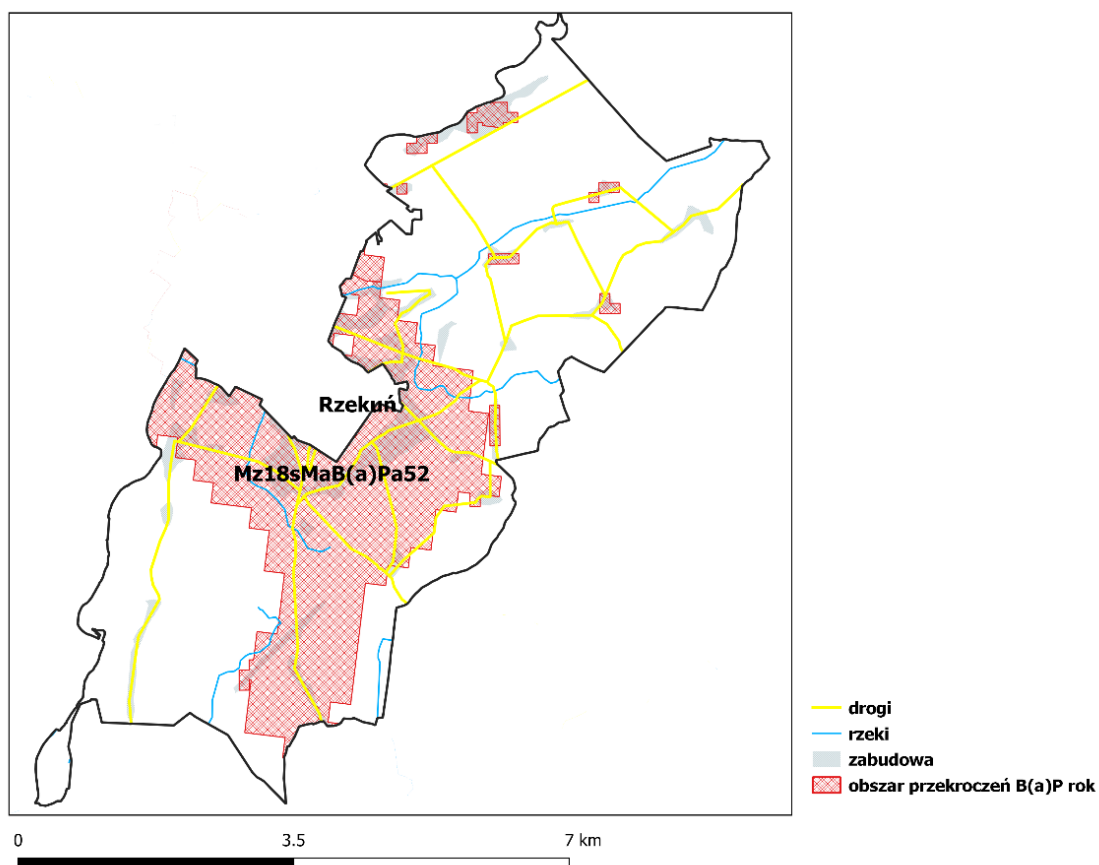 Rzekuń
Mz18sMaB(a)Pa52
drogi
rzeki
zabudowa
obszar przekroczeń B(a)P rok
0 3.5 7 km